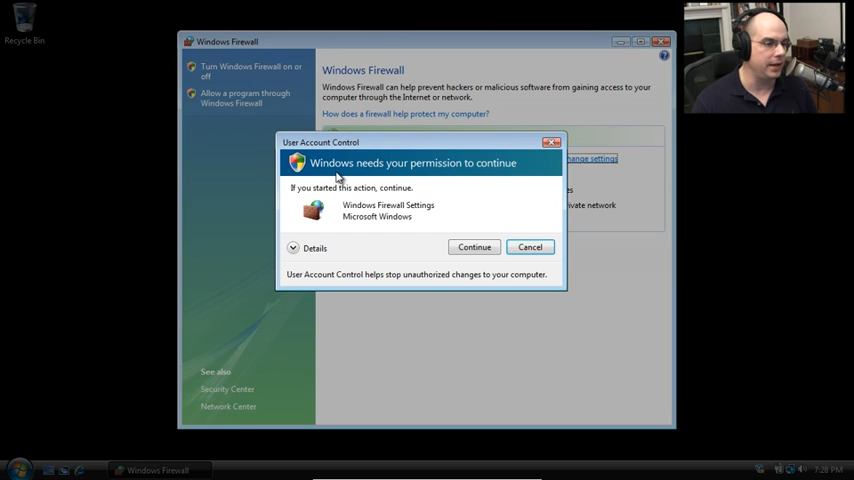 Recycle Bin
Windows Firewall
Turn Windows Firewall on or
off
Allow a program through
Windows Firewall
Windows Firewall
Windows Firewall can help prevent hackers or malicious software from gaining access to your
computer through the Internet or network.
How does a firewall help protect my computer?
hange settings
User Account Control
Windows needs your permission to continue
If you started this action, continue.
Windows Firewall Settings
Microsoft Windows
rivate network
Details
Continue
Cancel
User Account Control helps stop unauthorized changes to your computer.
See also
Security Center
Network Center
Windows Firewall
7:28 PM